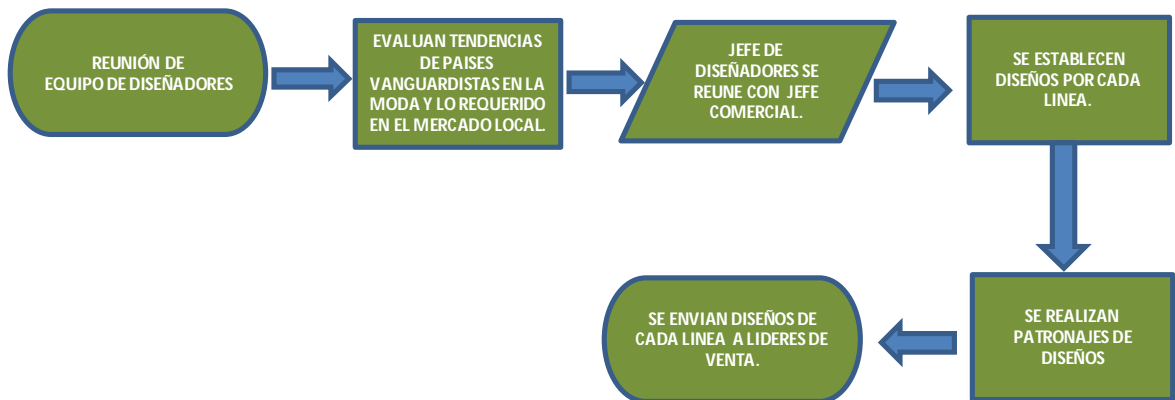 REUNIÓN DE
EQUIPO DE DISEÑADORES
EVALUAN TENDENCIAS
DE PAISES
VANGUARDISTAS EN LA
MODA Y LO REQUERIDO
EN EL MERCADO LOCAL.
JEFE DE
DISEÑADORES SE
REUNE CON JEFE
COMERCIAL.
SE ESTABLECEN
DISEÑOS POR CADA
LINEA.
SE REALIZAN
PATRONAJES DE
DISEÑOS
SE ENVIAN DISEÑOS DE
CADA LINEA A LIDERES DE
VENTA.